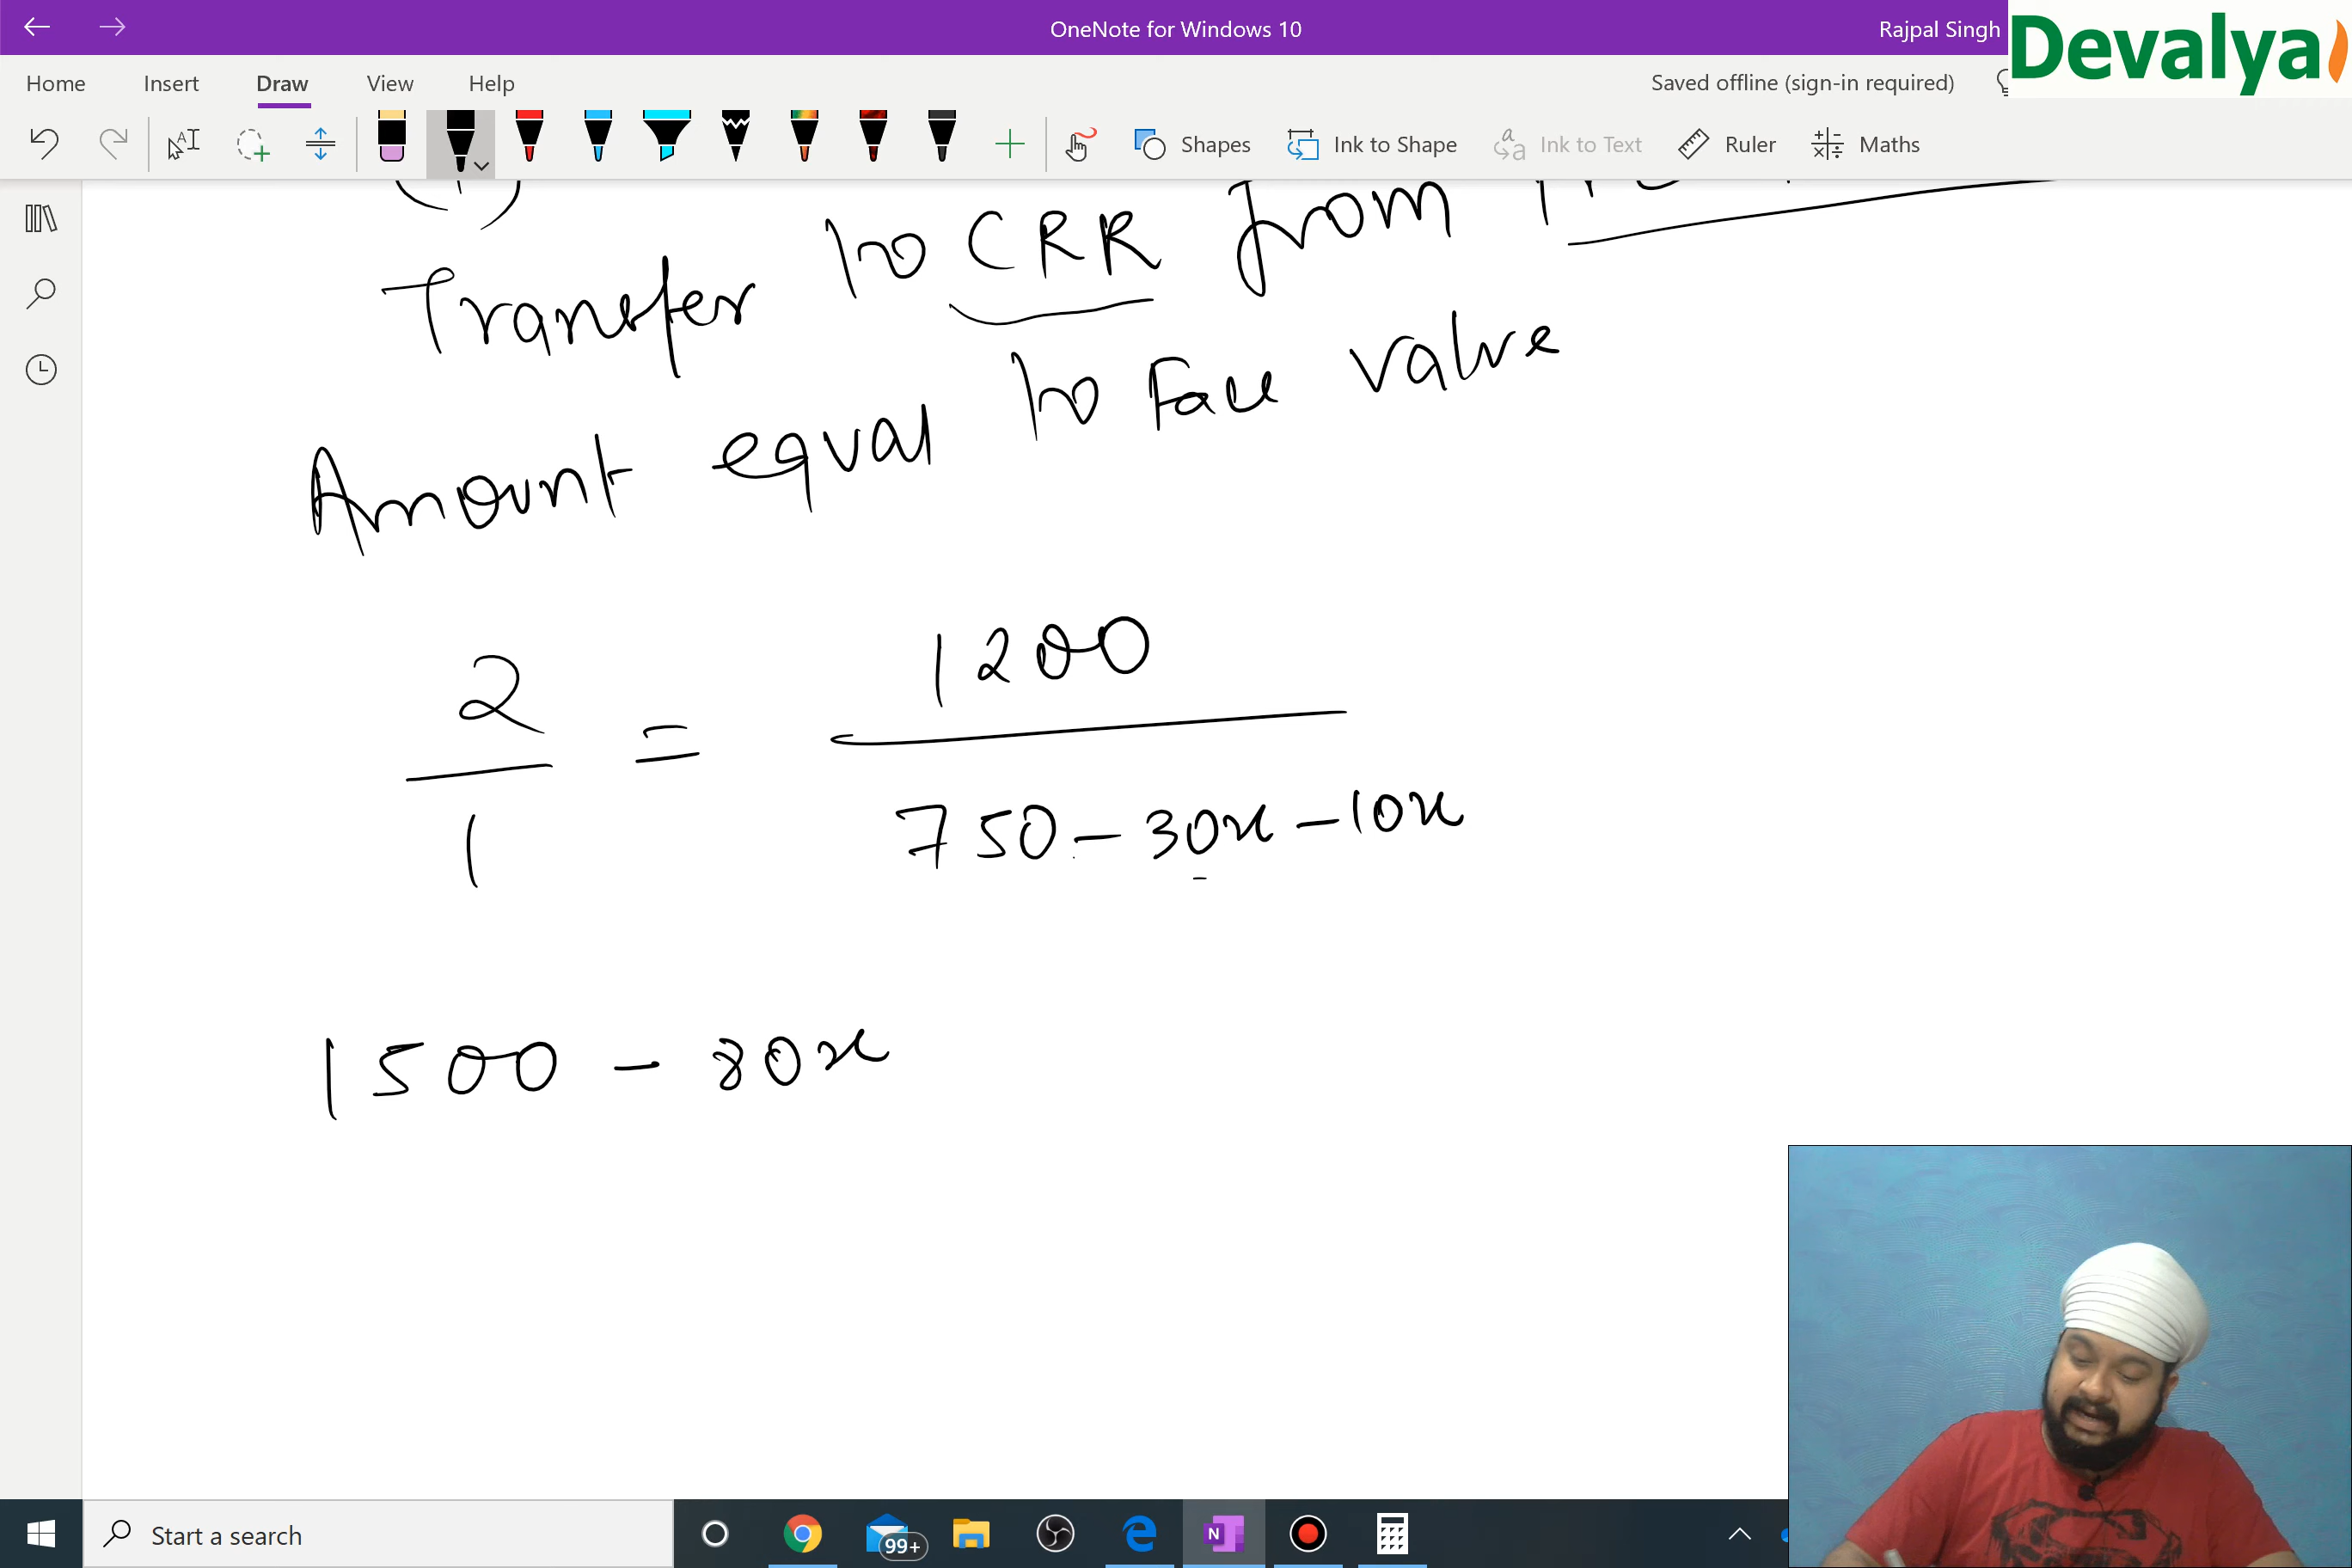 OneNote for Windows 10
Rajpal Singh
Devalya
Home Insert Draw View Help
Saved offline (sign-in required)
Shapes Ink to Shape Ink to Text Ruler Maths
Transfer to CRR from
Amount equal to Face value
2 / 1 = 1200 / 750 - 30x - 10x
1500 - 80x
Start a search
99+